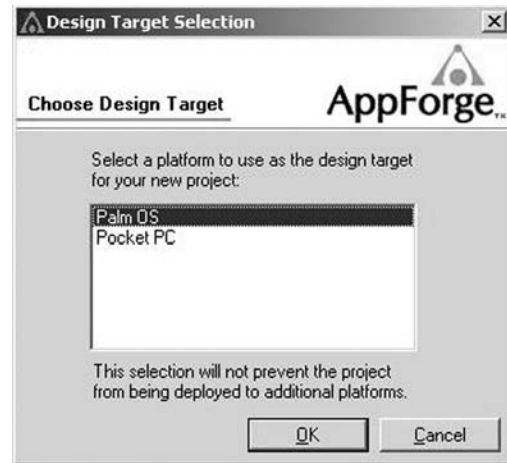 Design Target Selection
Choose Design Target
AppForge™
Select a platform to use as the design target
for your new project:
Palm OS
Pocket PC
This selection will not prevent the project
from being deployed to additional platforms.
OK
Cancel